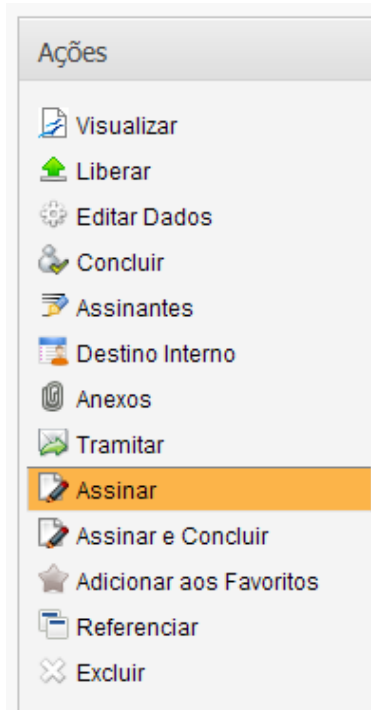 Ações
Visualizar
Liberar
Editar Dados
Concluir
Assinantes
Destino Interno
Anexos
Tramitar
Assinar
Assinar e Concluir
Adicionar aos Favoritos
Referenciar
Excluir